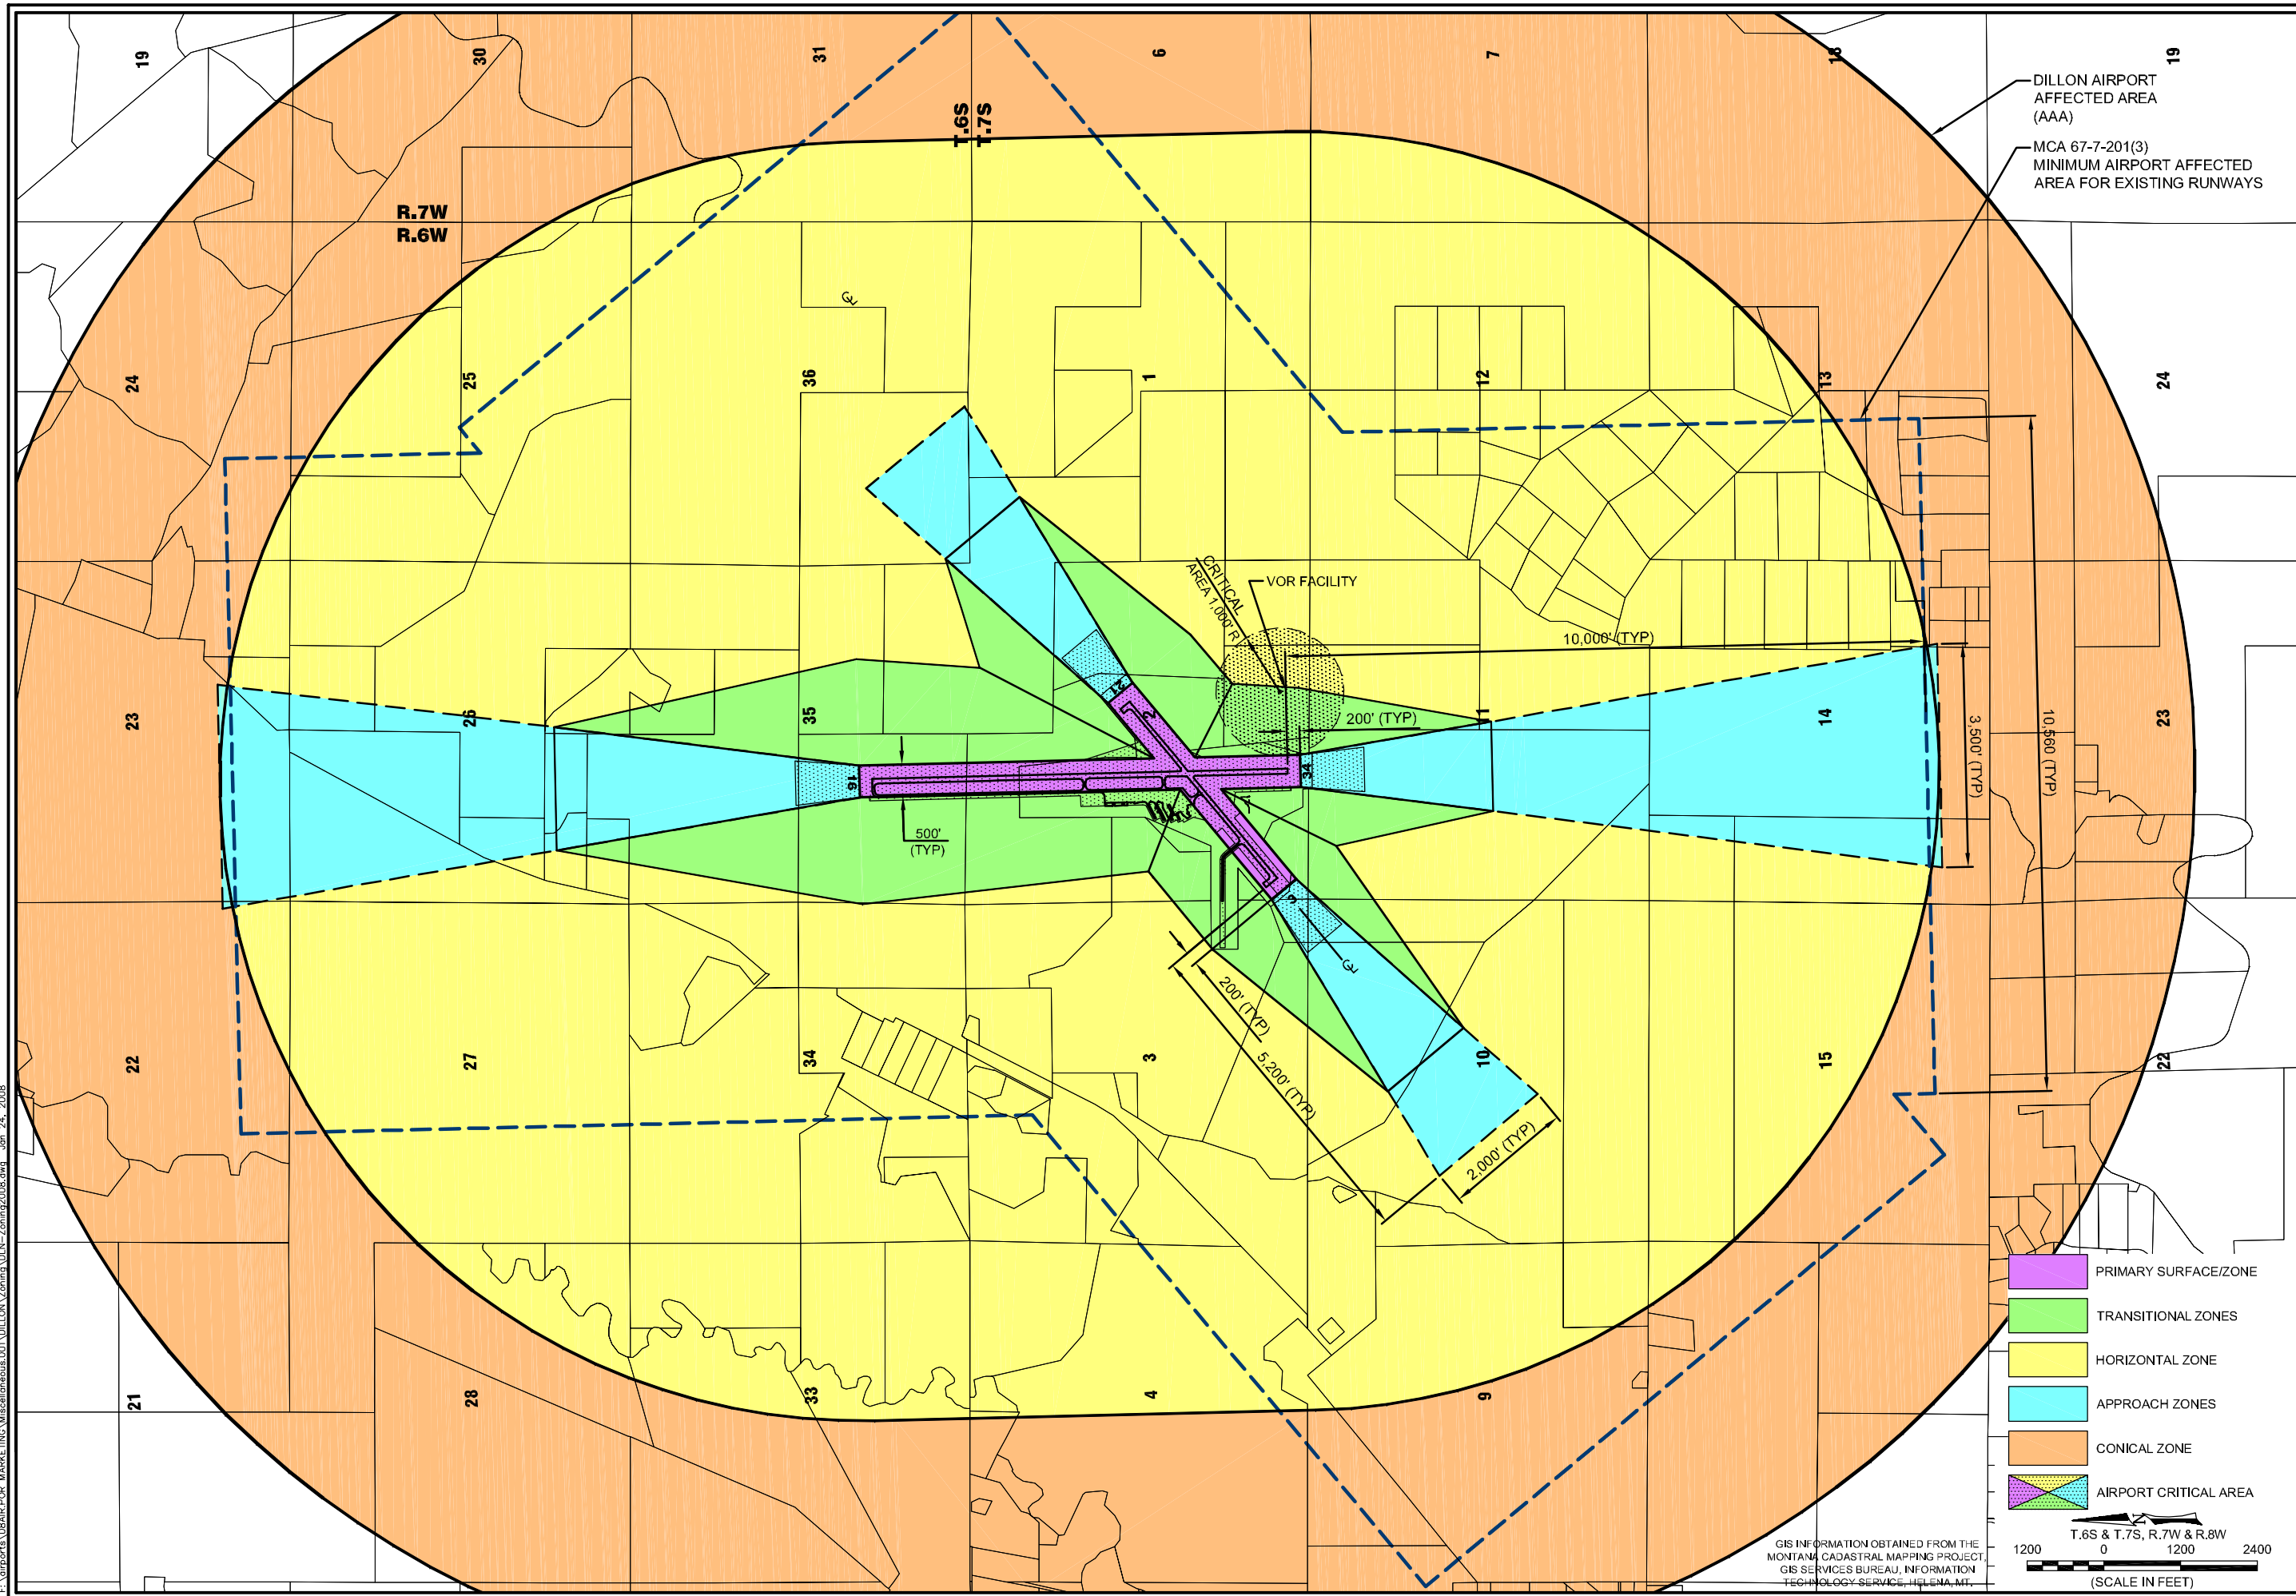 19
30
31
6
7
18
19
DILLON AIRPORT
AFFECTED AREA
(AAA)
MCA 67-7-201(3)
MINIMUM AIRPORT AFFECTED
AREA FOR EXISTING RUNWAYS
T.6S
T.7S
R.7W
R.6W
24
25
36
1
12
13
24
CRITICAL
AREA 1,000' R
VOR FACILITY
10,000' (TYP)
200' (TYP)
3,500' (TYP)
10,560 (TYP)
23
26
35
2
11
14
23
16
34
500'
(TYP)
200' (TYP)
5,200' (TYP)
2,000' (TYP)
22
27
34
3
10
15
22
21
28
33
4
9
PRIMARY SURFACE/ZONE
TRANSITIONAL ZONES
HORIZONTAL ZONE
APPROACH ZONES
CONICAL ZONE
AIRPORT CRITICAL AREA
N
T.6S & T.7S, R.7W & R.8W
1200 0 1200 2400
(SCALE IN FEET)
GIS INFORMATION OBTAINED FROM THE
MONTANA CADASTRAL MAPPING PROJECT,
GIS SERVICES BUREAU, INFORMATION
TECHNOLOGY SERVICE, HELENA, MT.